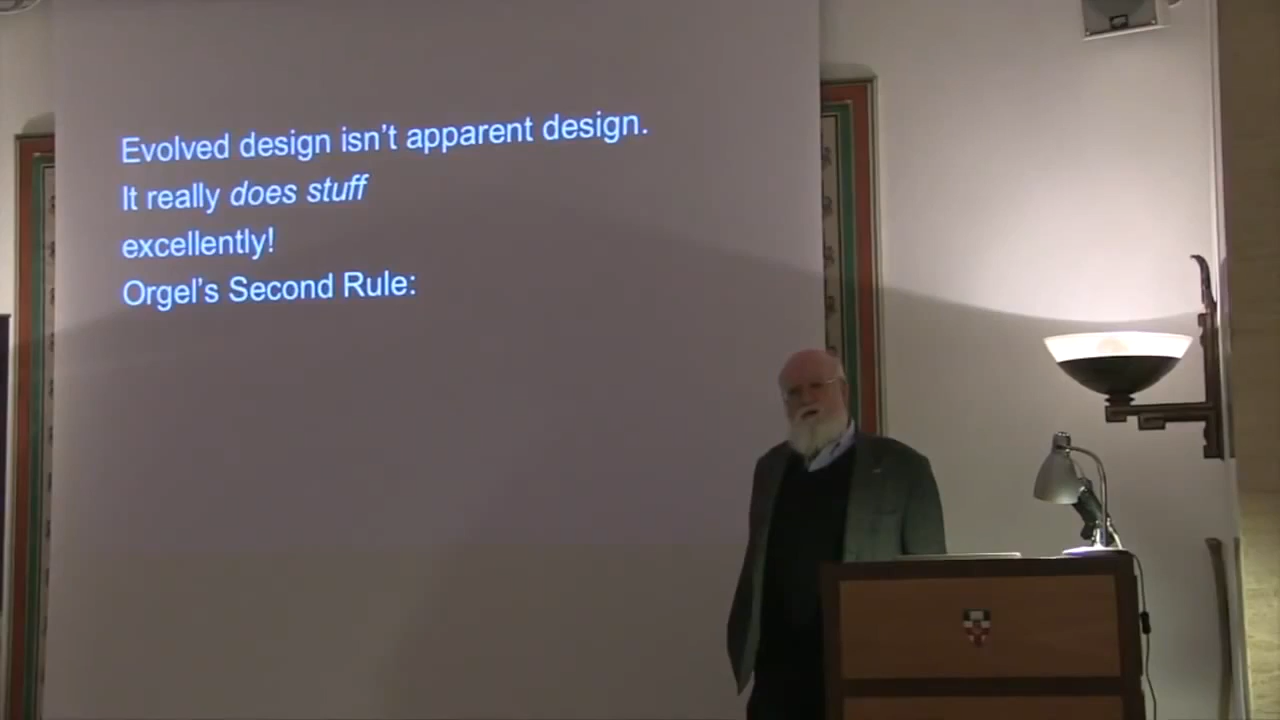 Evolved design isn’t apparent design.
It really does stuff
excellently!
Orgel’s Second Rule: